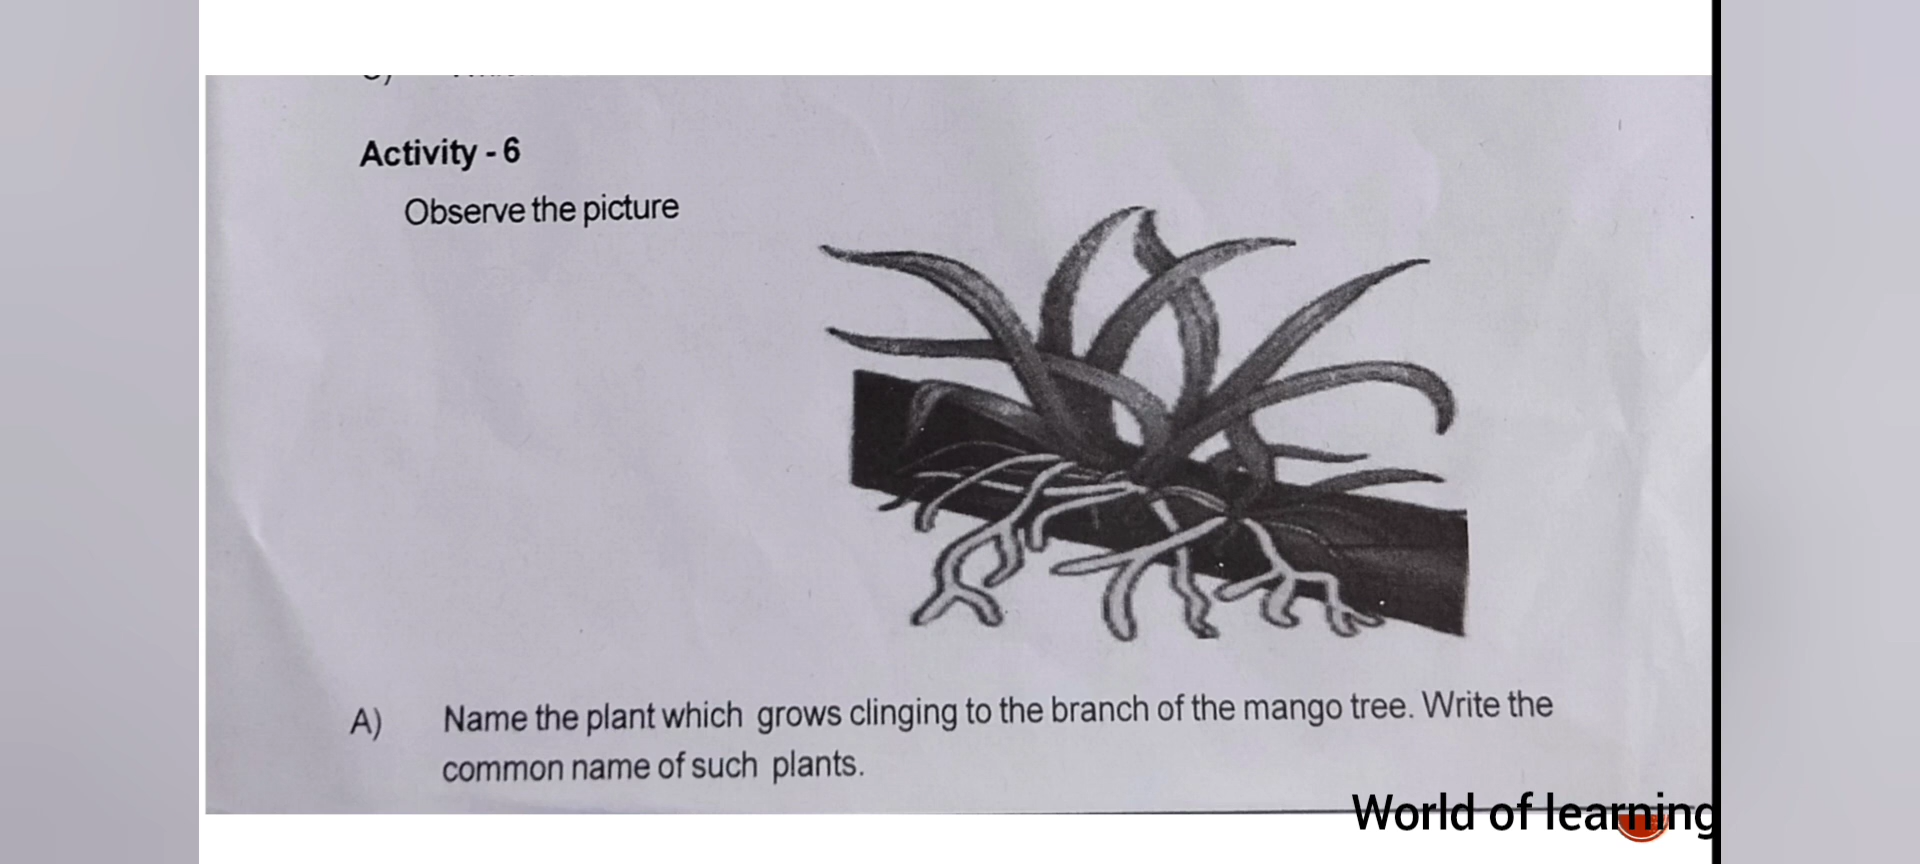 Activity - 6
Observe the picture
A) Name the plant which grows clinging to the branch of the mango tree. Write the
common name of such plants.
World of learning